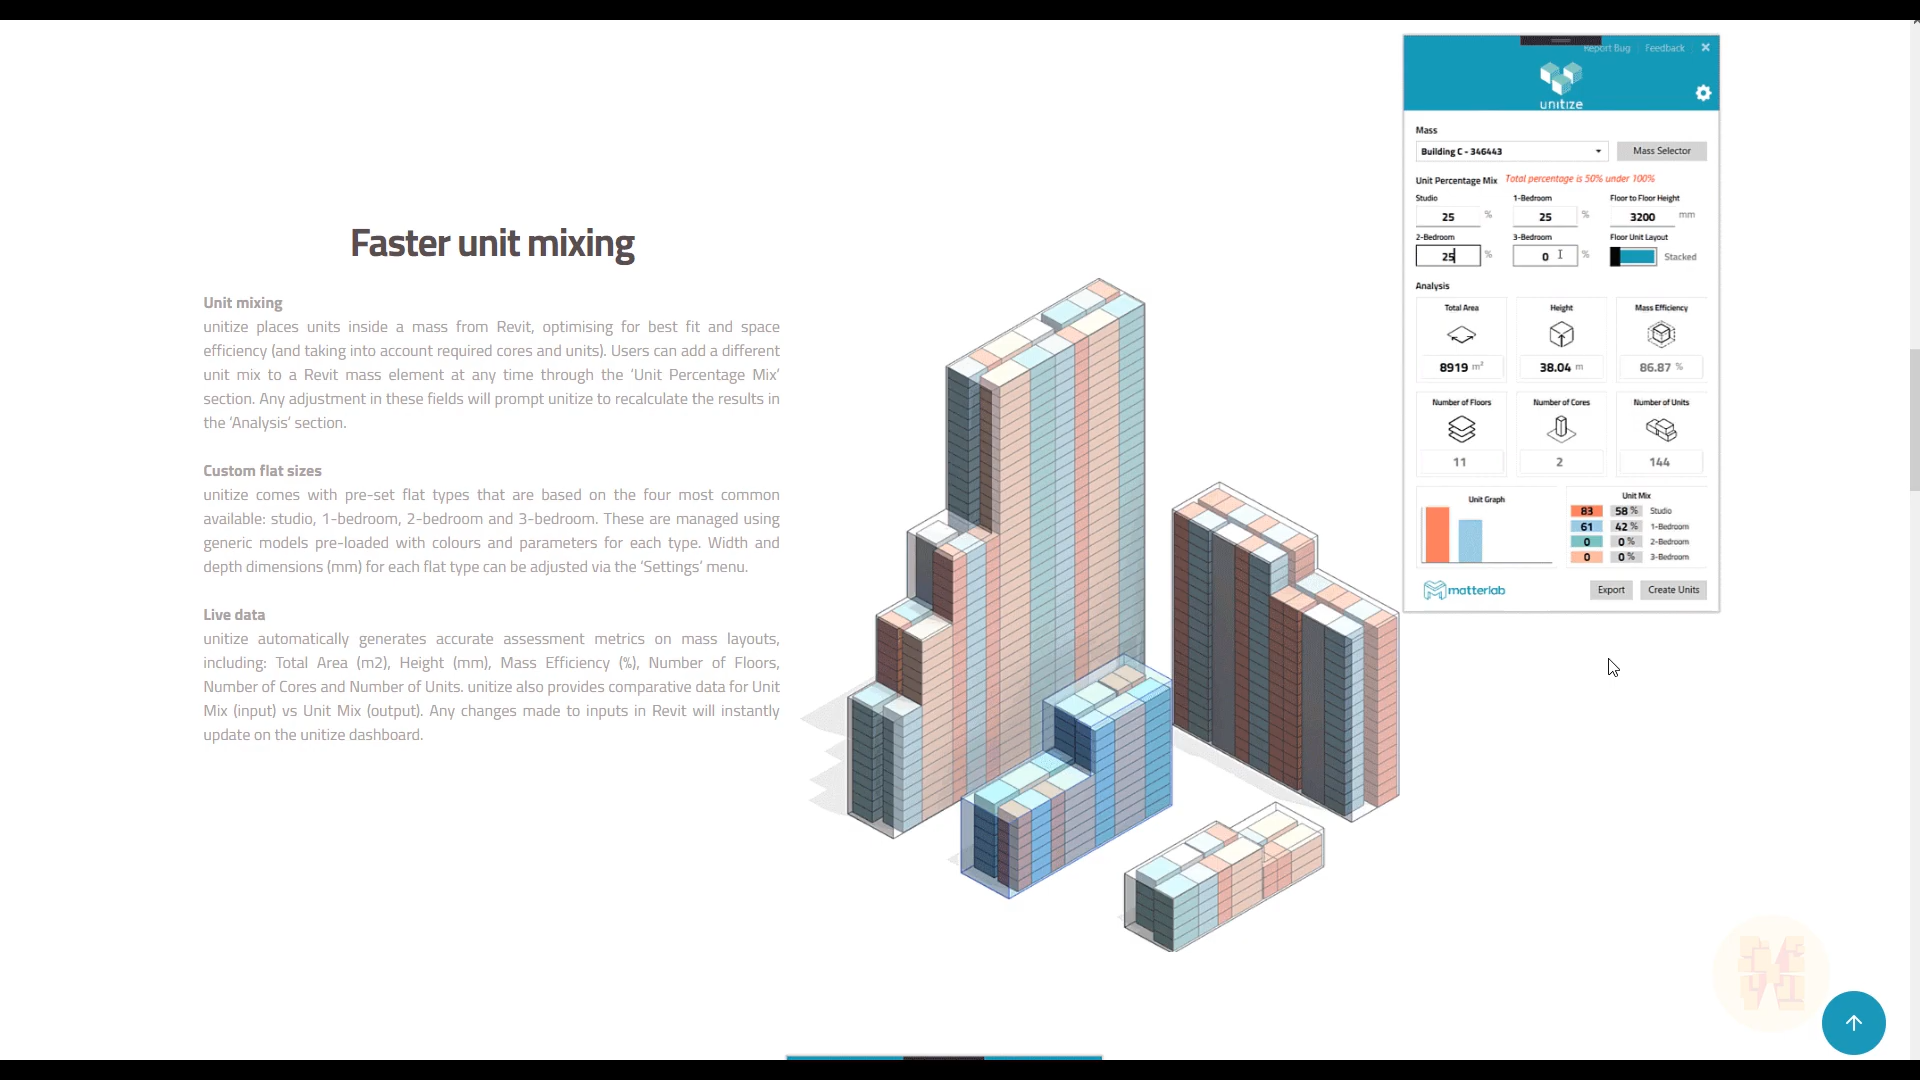 Report Bug Feedback
unitize
Mass
Building C - 346443 Mass Selector
Unit Percentage Mix Total percentage is 50% under 100%
Studio 1-Bedroom Floor to Floor Height
25 % 25 % 3200 mm
2-Bedroom 3-Bedroom Floor Unit Layout
25 % 0 % Stacked
Analysis
Total Area Height Mass Efficiency
8919 m² 38.04 m 86.87 %
Number of Floors Number of Cores Number of Units
11 2 144
Unit Graph Unit Mix
83 58 % Studio
61 42 % 1-Bedroom
0 0 % 2-Bedroom
0 0 % 3-Bedroom
matterlab Export Create Units
Faster unit mixing
Unit mixing
unitize places units inside a mass from Revit, optimising for best fit and space
efficiency (and taking into account required cores and units). Users can add a different
unit mix to a Revit mass element at any time through the ‘Unit Percentage Mix’
section. Any adjustment in these fields will prompt unitize to recalculate the results in
the ‘Analysis’ section.
Custom flat sizes
unitize comes with pre-set flat types that are based on the four most common
available: studio, 1-bedroom, 2-bedroom and 3-bedroom. These are managed using
generic models pre-loaded with colours and parameters for each type. Width and
depth dimensions (mm) for each flat type can be adjusted via the ‘Settings’ menu.
Live data
unitize automatically generates accurate assessment metrics on mass layouts,
including: Total Area (m2), Height (mm), Mass Efficiency (%), Number of Floors,
Number of Cores and Number of Units. unitize also provides comparative data for Unit
Mix (input) vs Unit Mix (output). Any changes made to inputs in Revit will instantly
update on the unitize dashboard.